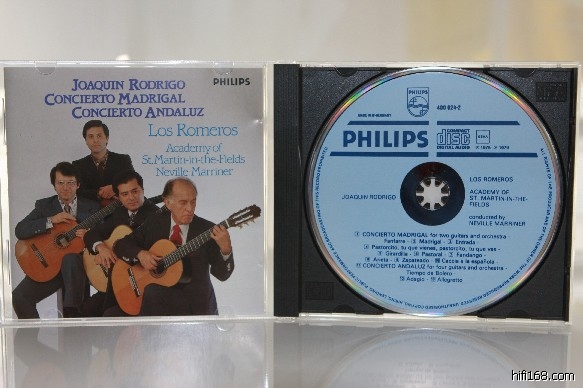 JOAQUIN RODRIGO
CONCIERTO MADRIGAL
CONCIERTO ANDALUZ
PHILIPS
Los Romeros
Academy of
St. Martin-in-the-Fields
Neville Marriner
400 024-2
PHILIPS
COMPACT
disc
DIGITAL AUDIO
LOS ROMEROS
JOAQUIN RODRIGO
ACADEMY OF
ST. MARTIN-IN-THE-
FIELDS
conducted by
NEVILLE MARRINER
CONCIERTO MADRIGAL for two guitars and orchestra
Fanfarra · Madrigal · Entrada
Pastorcito, tu que vienes, pastorcito, tu que vas
Girardilla · Pastoral · Fandango
Arieta · Zapateado · Caccia a la española
CONCIERTO ANDALUZ for four guitars and orchestra
Tiempo de Bolero
Adagio · Allegretto
hifi168.com